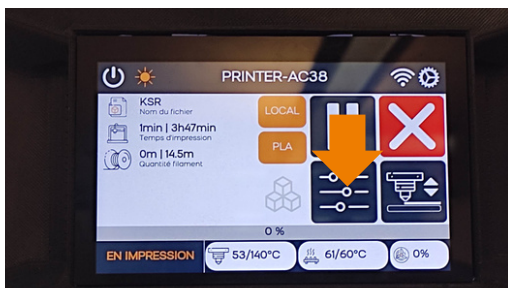 PRINTER-AC38
KSR
Nom du fichier
LOCAL
1min | 3h47min
Temps d'impression
PLA
0m | 14.5m
Quantité filament
0 %
EN IMPRESSION
53/140°C
61/60°C
0%